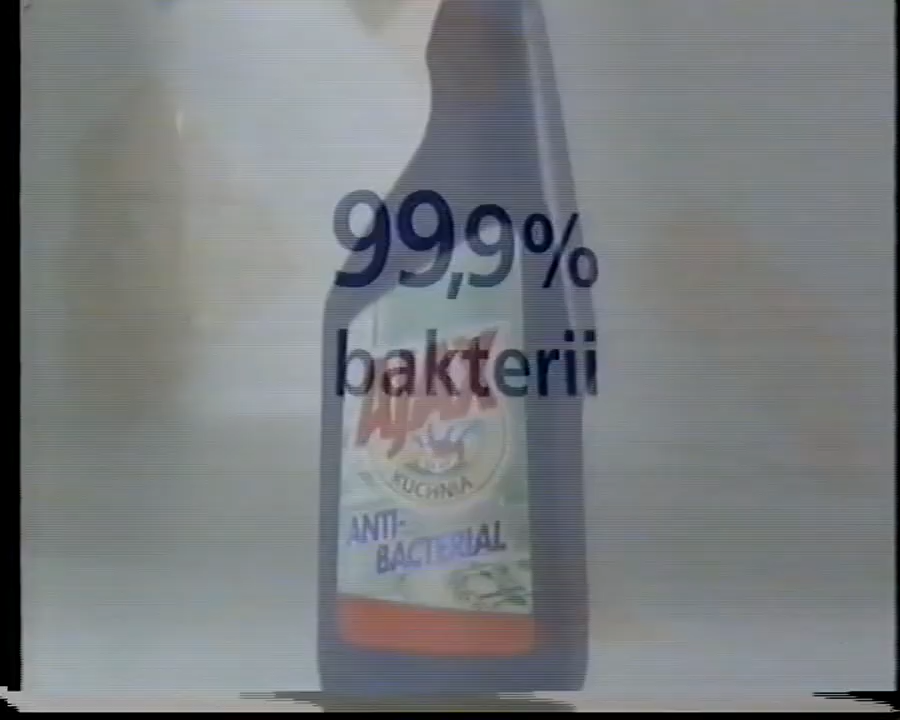 99,9%
bakterii
AJAX
KUCHNIA
ANTI-
BACTERIAL